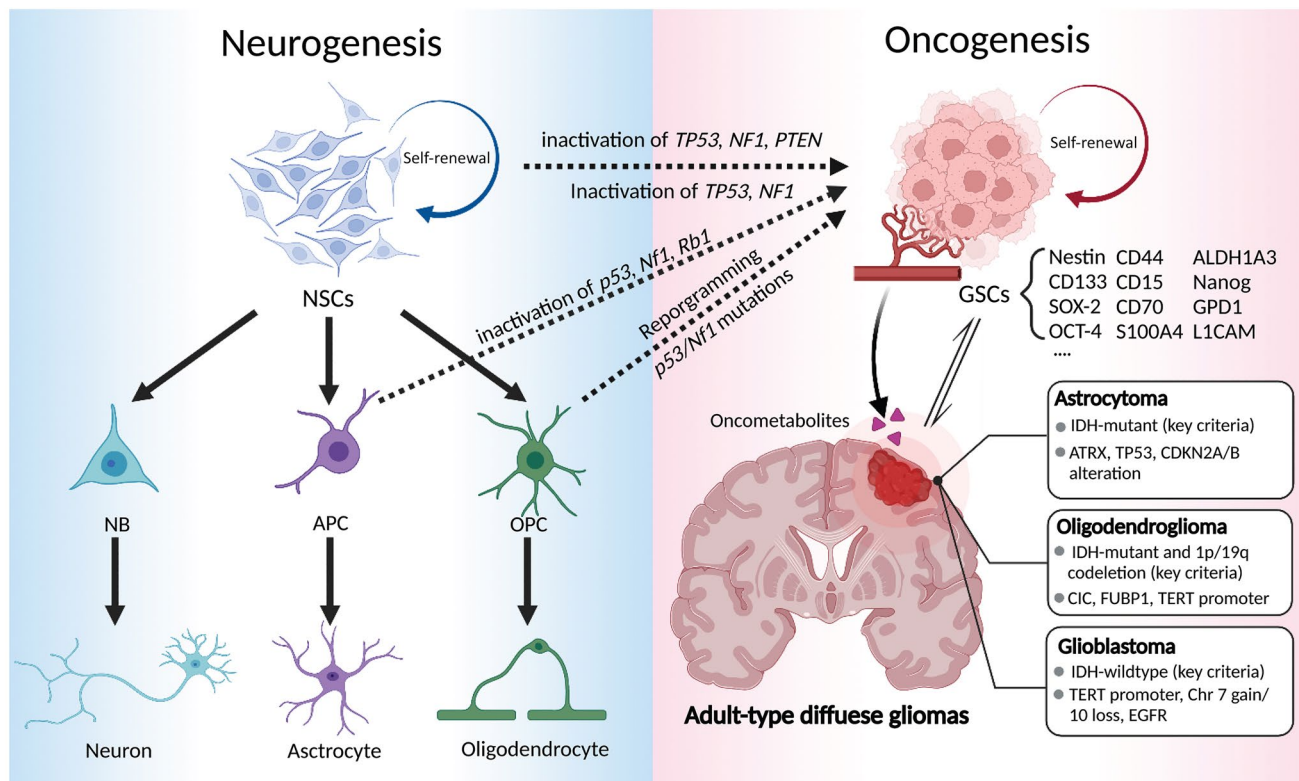 Neurogenesis
Oncogenesis
Self-renewal
inactivation of TP53, NF1, PTEN
Inactivation of TP53, NF1
Self-renewal
inactivation of p53, Nf1, Rb1
Reporgramming
p53/Nf1 mutations
NSCs
GSCs
Nestin CD44 ALDH1A3
CD133 CD15 Nanog
SOX-2 CD70 GPD1
OCT-4 S100A4 L1CAM
....
NB
APC
OPC
Neuron
Asctrocyte
Oligodendrocyte
Oncometabolites
Adult-type diffuese gliomas
Astrocytoma
IDH-mutant (key criteria)
ATRX, TP53, CDKN2A/B
alteration
Oligodendroglioma
IDH-mutant and 1p/19q
codeletion (key criteria)
CIC, FUBP1, TERT promoter
Glioblastoma
IDH-wildtype (key criteria)
TERT promoter, Chr 7 gain/
10 loss, EGFR